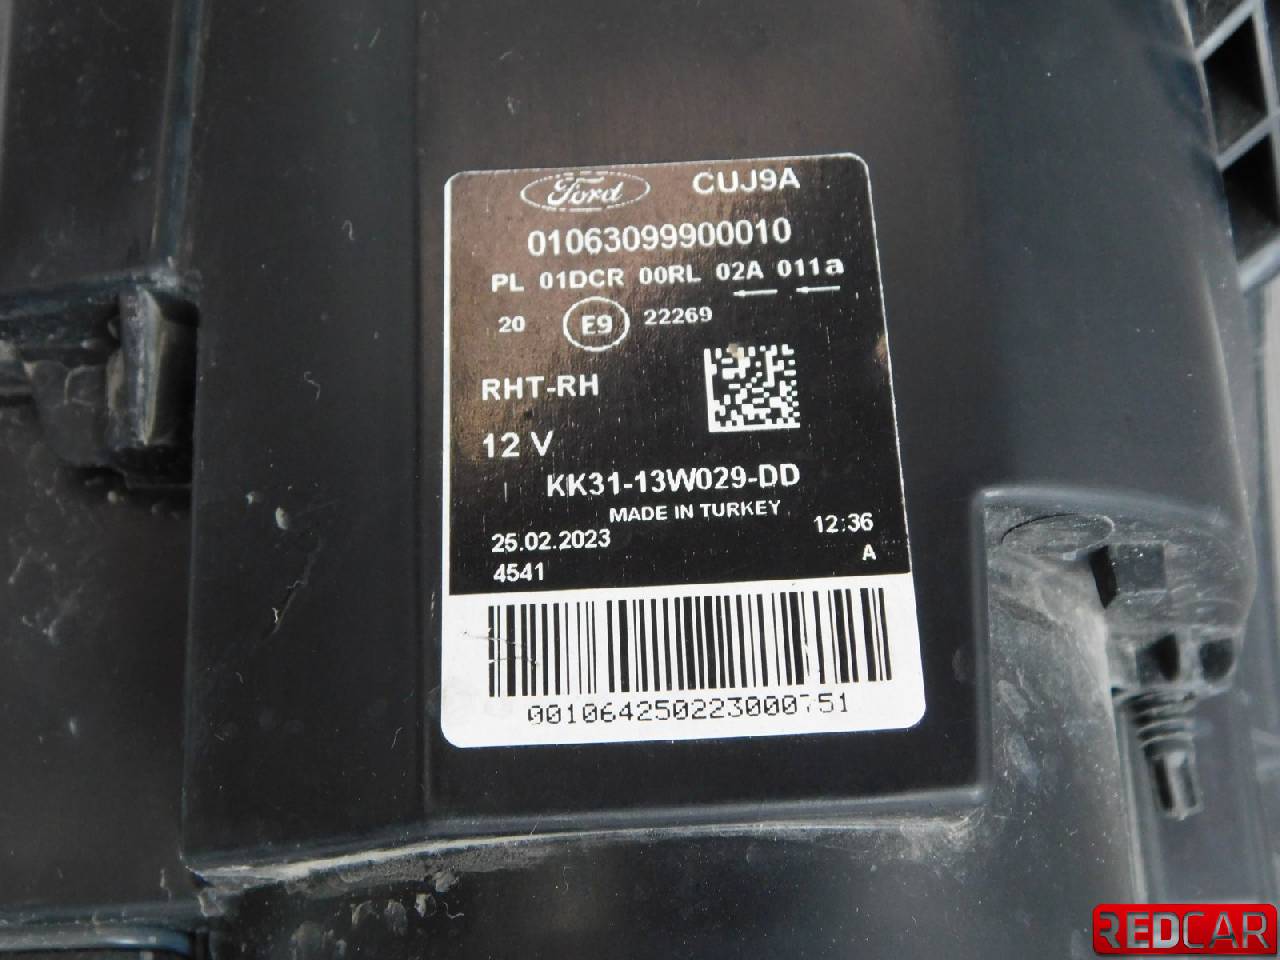 Ford CUJ9A
01063099900010
PL 01DCR 00RL 02A 011a
20 E9 22269
RHT-RH
12 V
KK31-13W029-DD
MADE IN TURKEY
25.02.2023 12:36
4541 A
001064250223000751
REDCAR